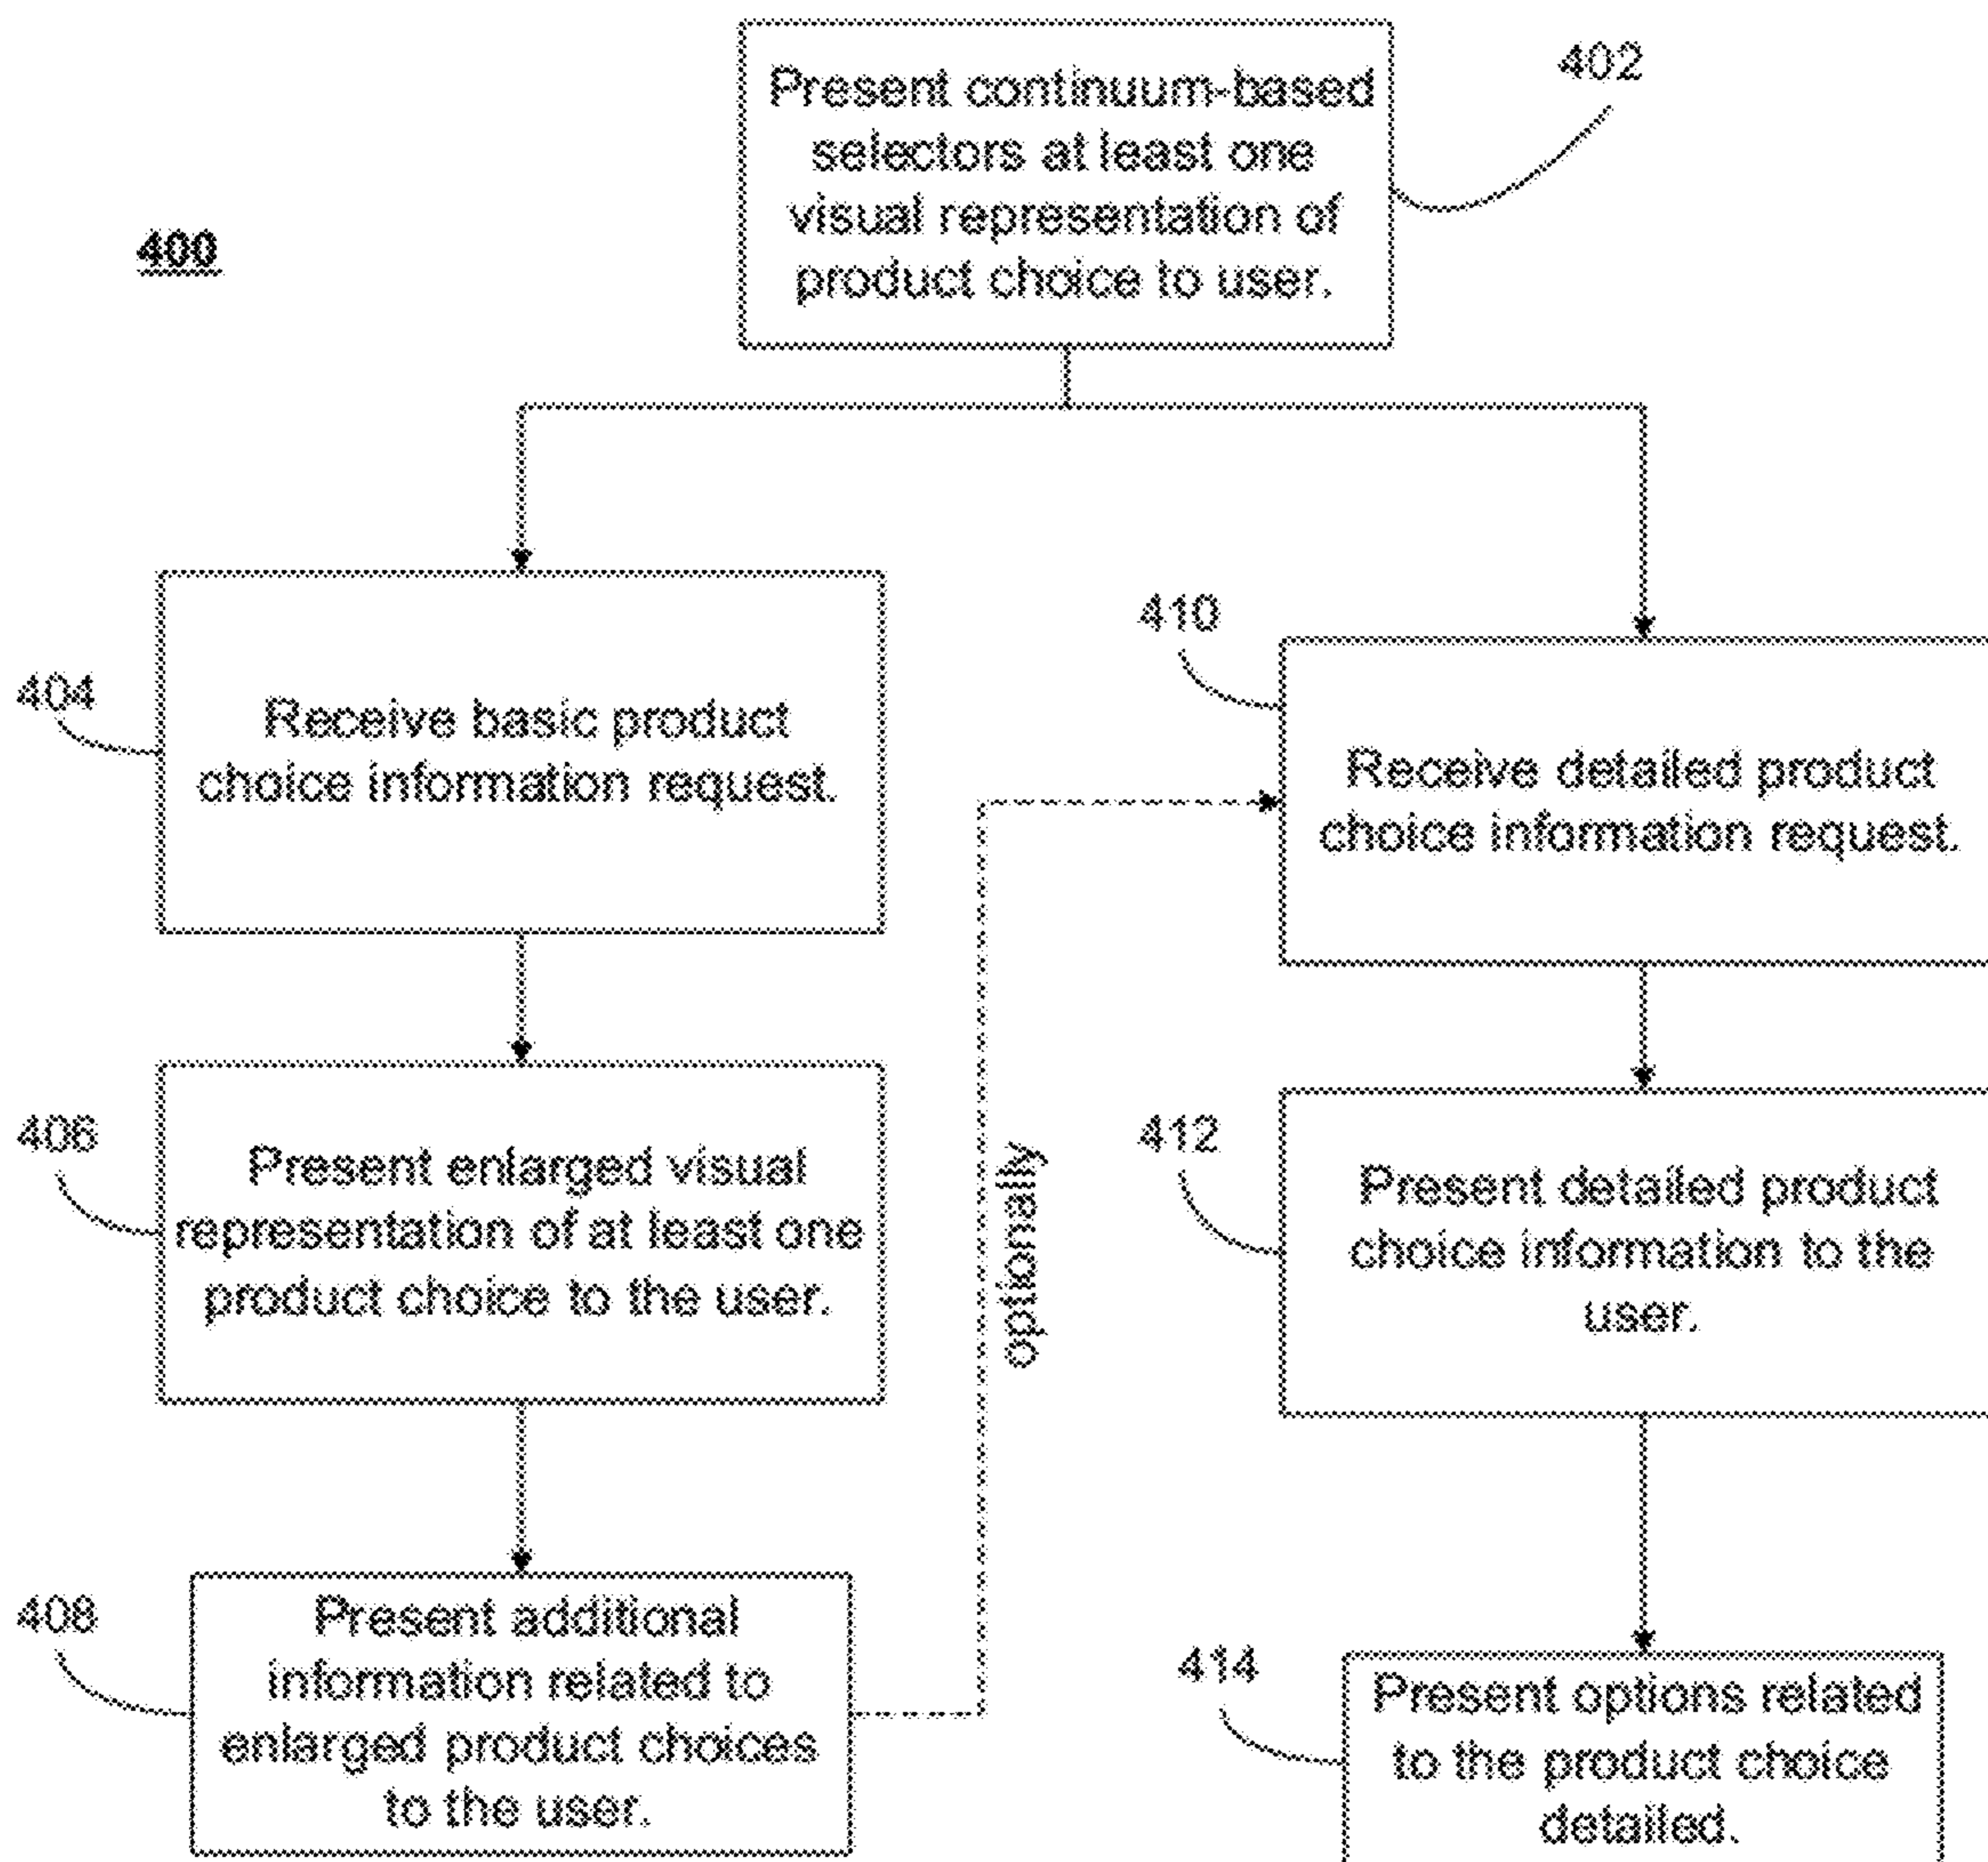 402
Present continuum-based
selectors at least one
visual representation of
product choice to user.
400
404
Receive basic product
choice information request.
410
Receive detailed product
choice information request.
406
Present enlarged visual
representation of at least one
product choice to the user.
optionally
412
Present detailed product
choice information to the
user.
408
Present additional
information related to
enlarged product choices
to the user.
414
Present options related
to the product choice
detailed.